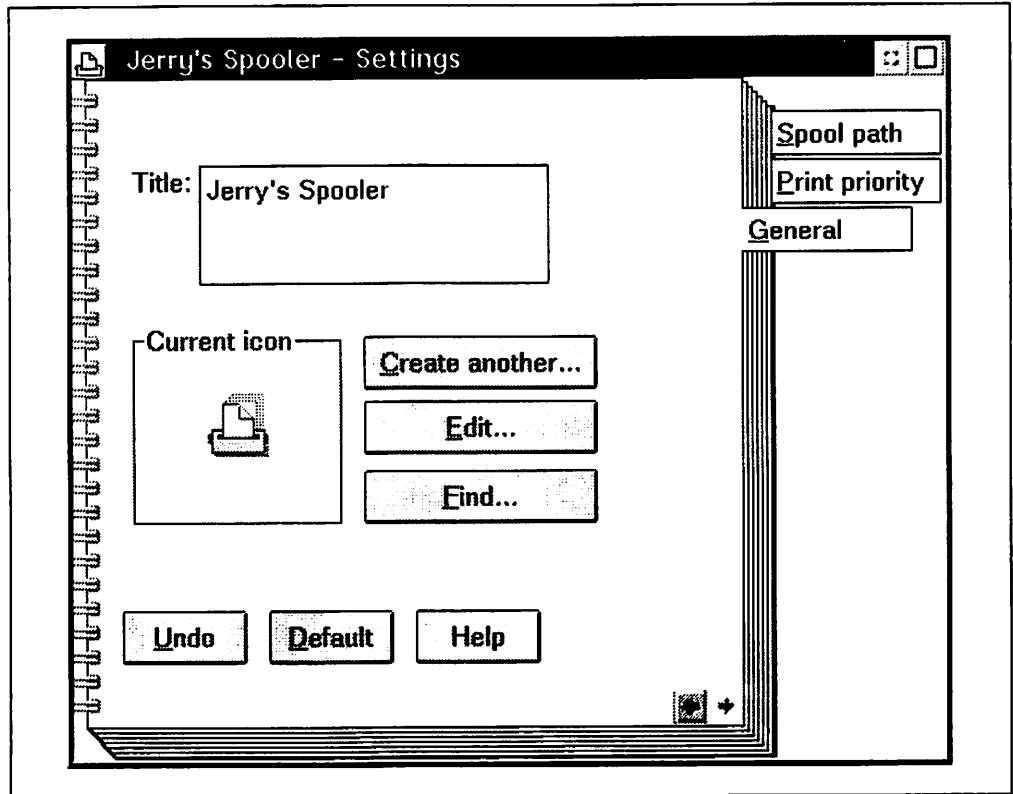 Jerry's Spooler - Settings
Spool path
Print priority
General
Title: Jerry's Spooler
Current icon
Create another...
Edit...
Find...
Undo Default Help